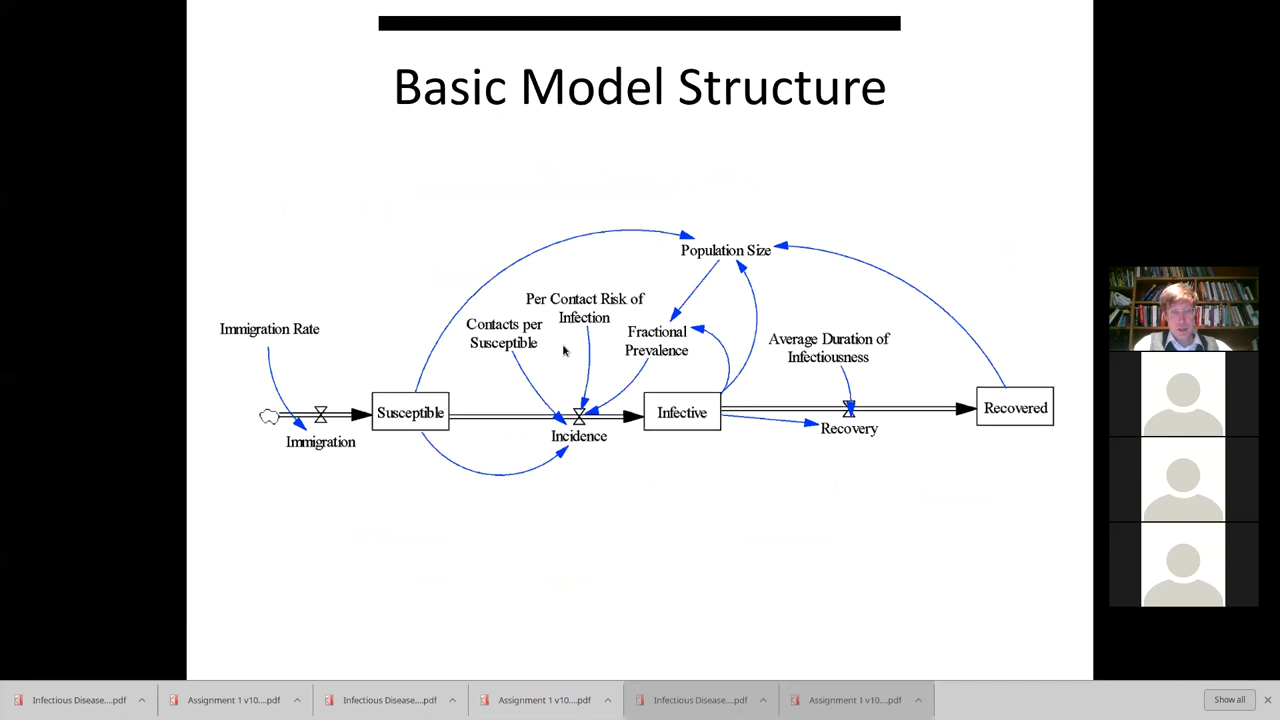 Basic Model Structure
Population Size
Per Contact Risk of
Infection
Contacts per
Susceptible
Immigration Rate
Fractional
Prevalence
Average Duration of
Infectiousness
Susceptible
Infective
Recovered
Immigration
Incidence
Recovery
Infectious Disease....pdf
Assignment 1 v10....pdf
Infectious Disease....pdf
Assignment 1 v10....pdf
Infectious Disease....pdf
Assignment 1 v10....pdf
Show all